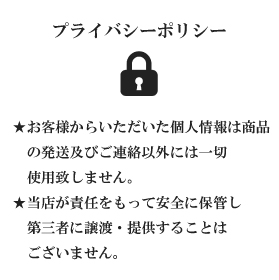 プライバシーポリシー
★お客様からいただいた個人情報は商品
の発送及びご連絡以外には一切
使用致しません。
★当店が責任をもって安全に保管し
第三者に譲渡・提供することは
ございません。